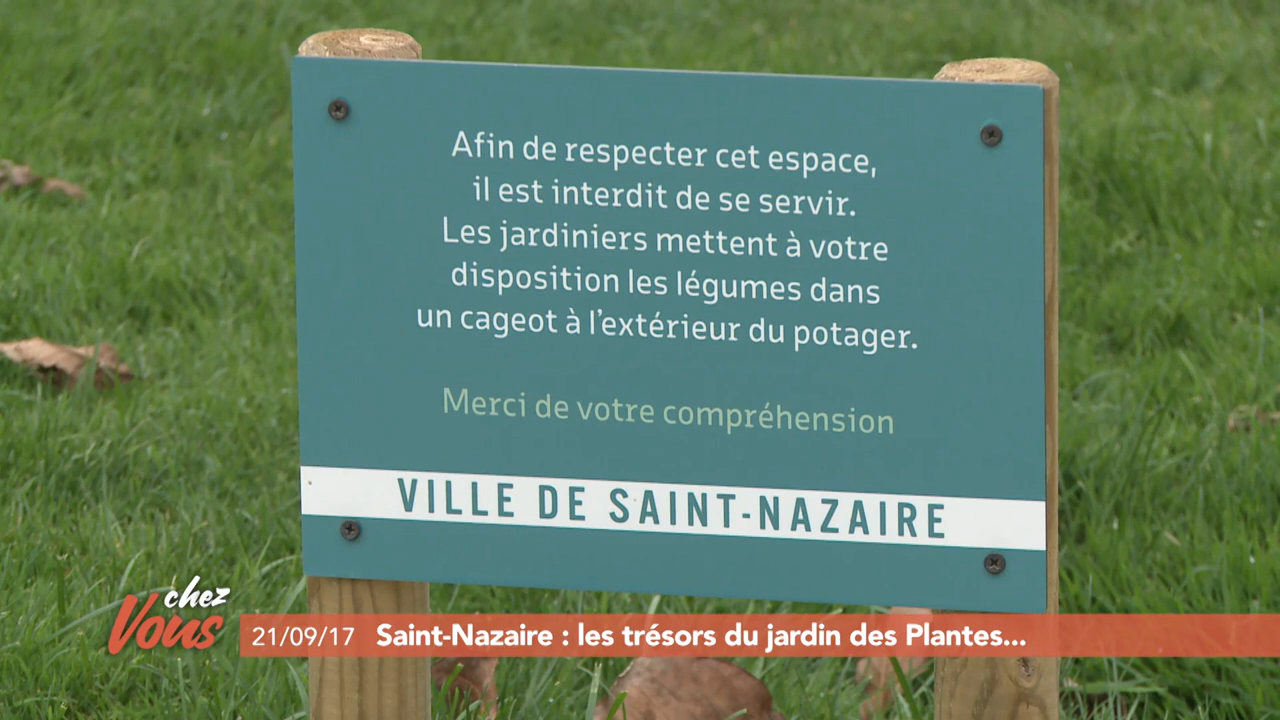 Afin de respecter cet espace,
il est interdit de se servir.
Les jardiniers mettent à votre
disposition les légumes dans
un cageot à l'extérieur du potager.
Merci de votre compréhension
VILLE DE SAINT-NAZAIRE
chez
Vous
21/09/17 Saint-Nazaire : les trésors du jardin des Plantes...